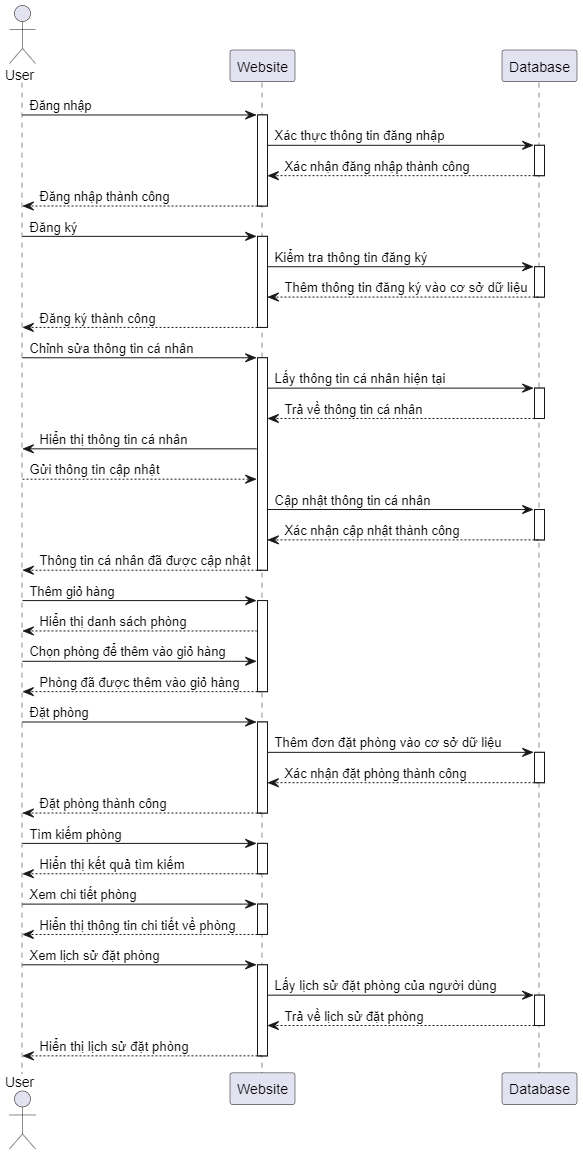 User
Website
Database
Đăng nhập
Xác thực thông tin đăng nhập
Xác nhận đăng nhập thành công
Đăng nhập thành công
Đăng ký
Kiểm tra thông tin đăng ký
Thêm thông tin đăng ký vào cơ sở dữ liệu
Đăng ký thành công
Chỉnh sửa thông tin cá nhân
Lấy thông tin cá nhân hiện tại
Trả về thông tin cá nhân
Hiển thị thông tin cá nhân
Gửi thông tin cập nhật
Cập nhật thông tin cá nhân
Xác nhận cập nhật thành công
Thông tin cá nhân đã được cập nhật
Thêm giỏ hàng
Hiển thị danh sách phòng
Chọn phòng để thêm vào giỏ hàng
Phòng đã được thêm vào giỏ hàng
Đặt phòng
Thêm đơn đặt phòng vào cơ sở dữ liệu
Xác nhận đặt phòng thành công
Đặt phòng thành công
Tìm kiếm phòng
Hiển thị kết quả tìm kiếm
Xem chi tiết phòng
Hiển thị thông tin chi tiết về phòng
Xem lịch sử đặt phòng
Lấy lịch sử đặt phòng của người dùng
Trả về lịch sử đặt phòng
Hiển thị lịch sử đặt phòng
User
Website
Database